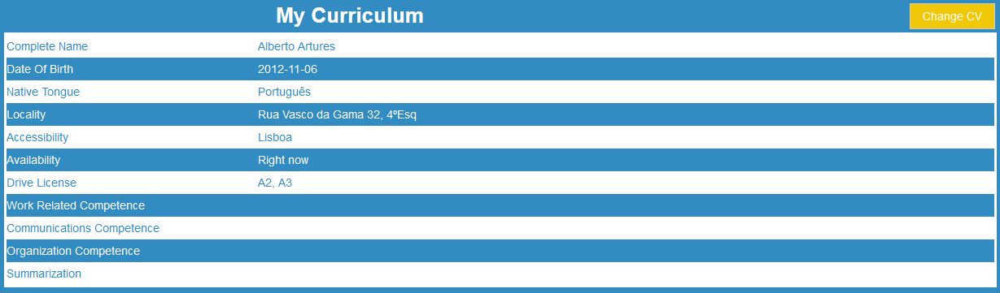 My Curriculum
Change CV
Complete Name Alberto Artures
Date Of Birth 2012-11-06
Native Tongue Português
Locality Rua Vasco da Gama 32, 4ºEsq
Accessibility Lisboa
Availability Right now
Drive License A2, A3
Work Related Competence
Communications Competence
Organization Competence
Summarization